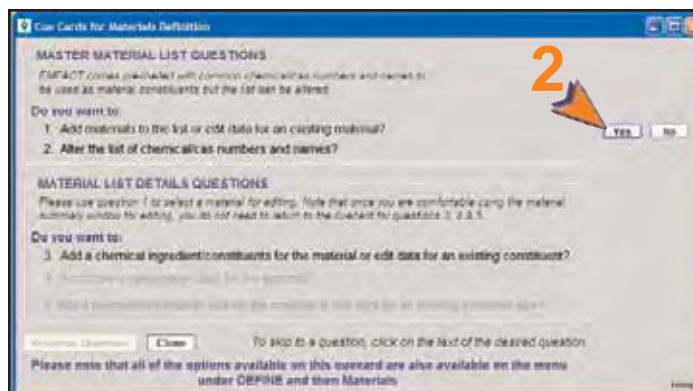 Cue Cards for Materials Definition
MASTER MATERIAL LIST QUESTIONS
EMFACT comes preloaded with common chemical/cas numbers and names to
be used as material constituents but the list can be altered.
Do you want to:
1. Add materials to the list or edit data for an existing material?
2
Yes
No
2. Alter the list of chemical/cas numbers and names?
MATERIAL LIST DETAILS QUESTIONS
Please use question 1 to select a material for editing. Note that once you are comfortable using the material
summary window for editing, you do not need to return to the cuecard for questions
Do you want to:
3. Add a chemical ingredient/constituents for the material or edit data for an existing constituent?
Close
To skip to a question, click on the text of the desired question
Please note that all of the options available on this cuecard are also available on the menu
under DEFINE and then Materials